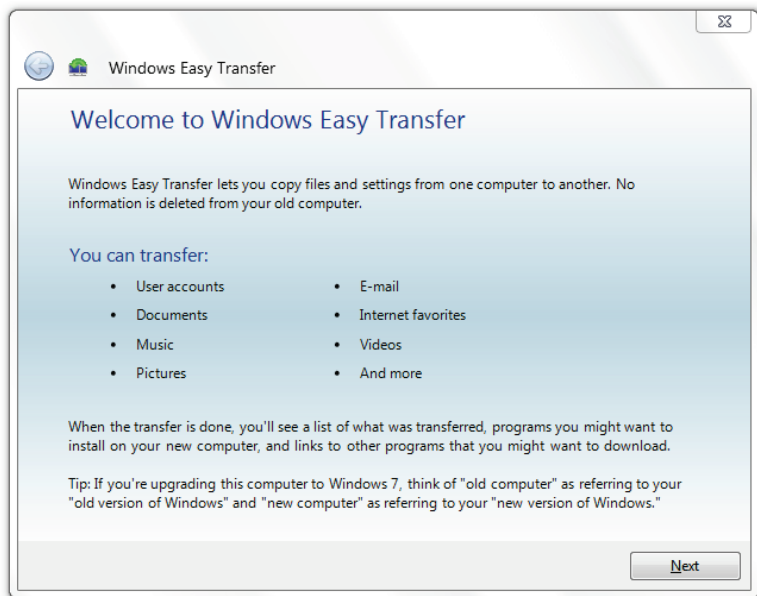 Windows Easy Transfer
Welcome to Windows Easy Transfer
Windows Easy Transfer lets you copy files and settings from one computer to another. No
information is deleted from your old computer.
You can transfer:
• User accounts
• E-mail
• Documents
• Internet favorites
• Music
• Videos
• Pictures
• And more
When the transfer is done, you'll see a list of what was transferred, programs you might want to
install on your new computer, and links to other programs that you might want to download.
Tip: If you're upgrading this computer to Windows 7, think of "old computer" as referring to your
"old version of Windows" and "new computer" as referring to your "new version of Windows."
Next